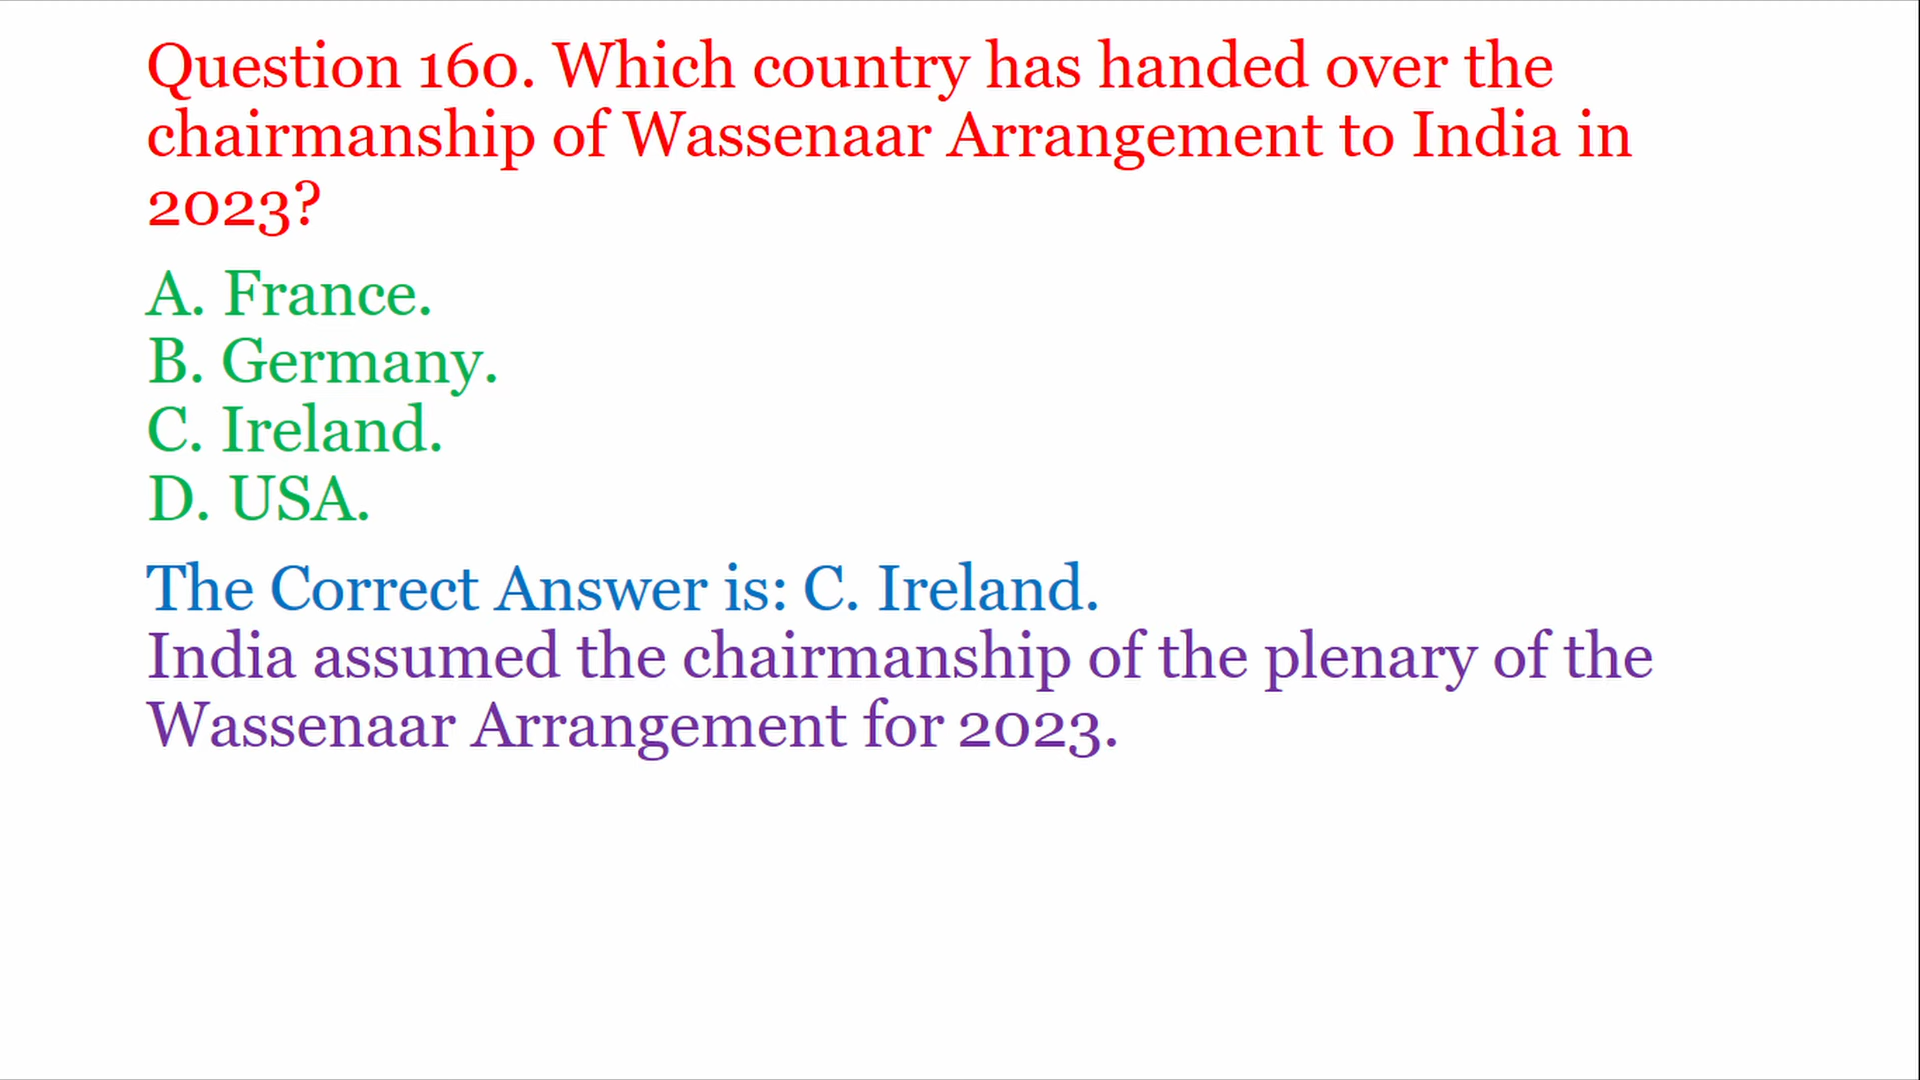 Question 160. Which country has handed over the
chairmanship of Wassenaar Arrangement to India in
2023?
A. France.
B. Germany.
C. Ireland.
D. USA.
The Correct Answer is: C. Ireland.
India assumed the chairmanship of the plenary of the
Wassenaar Arrangement for 2023.